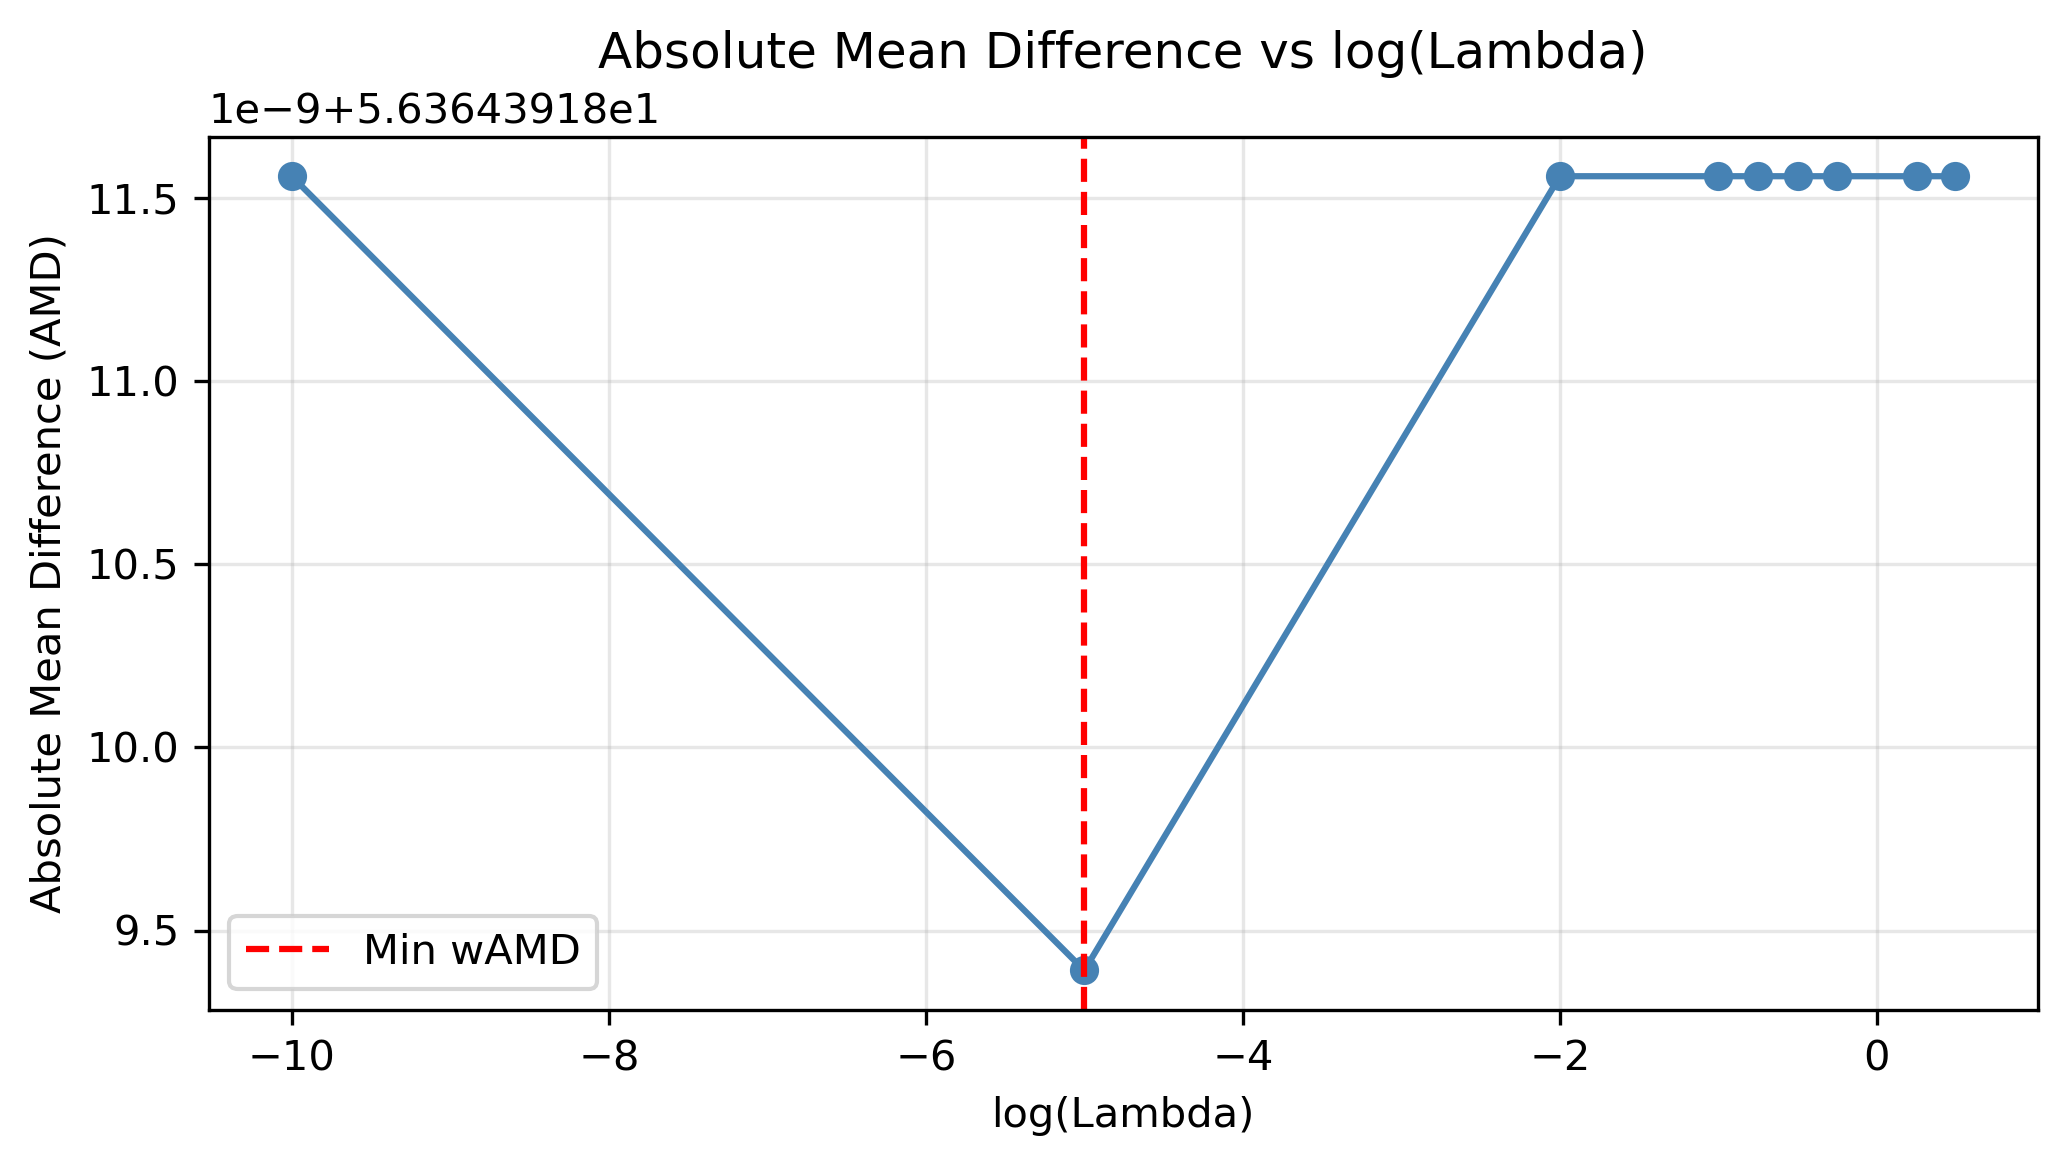 Absolute Mean Difference vs log(Lambda)
1e−9+5.63643918e1
11.5
11.0
10.5
10.0
9.5
Absolute Mean Difference (AMD)
Min wAMD
−10 −8 −6 −4 −2 0
log(Lambda)